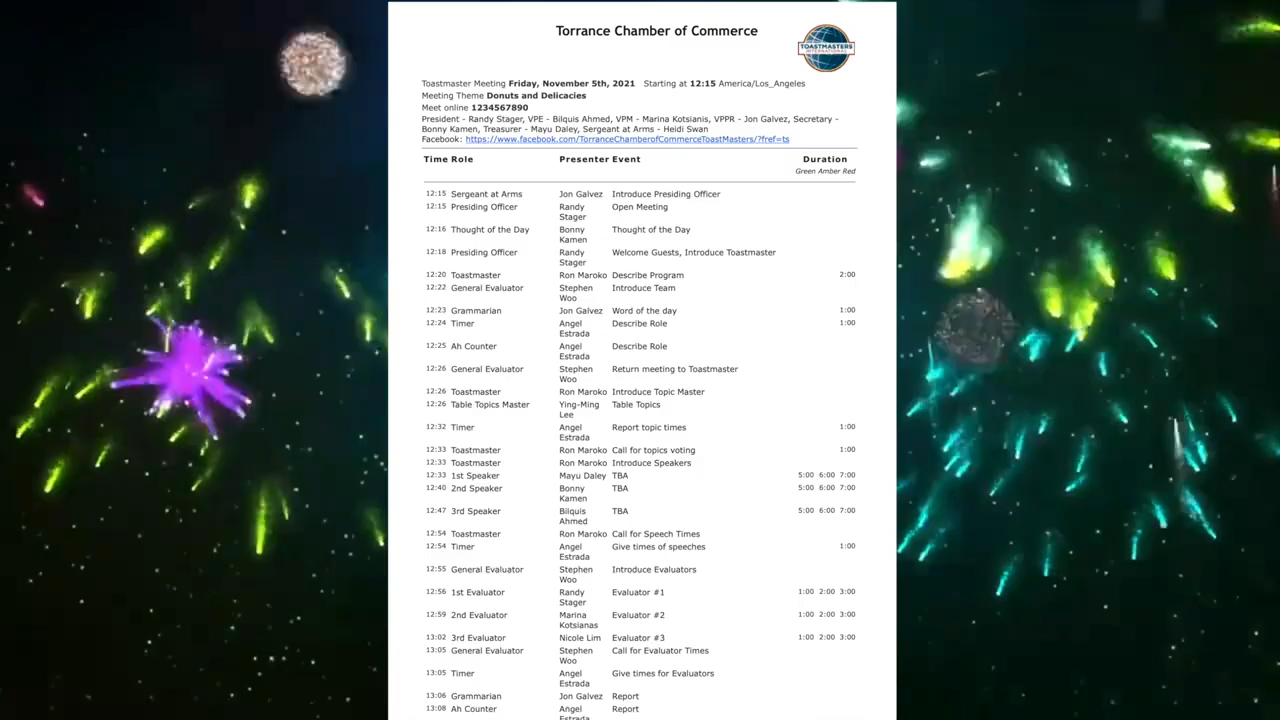 Torrance Chamber of Commerce
TOASTMASTERS
INTERNATIONAL
Toastmaster Meeting Friday, November 5th, 2021 Starting at 12:15 America/Los_Angeles
Meeting Theme Donuts and Delicacies
Meet online 1234567890
President - Randy Stager, VPE - Bilquis Ahmed, VPM - Marina Kotsianis, VPPR - Jon Galvez, Secretary -
Bonny Kamen, Treasurer - Mayu Daley, Sergeant at Arms - Heidi Swan
Facebook: https://www.facebook.com/TorranceChamberofCommerceToastMasters/?fref=ts
Time Role Presenter Event Duration
Green Amber Red
12:15 Sergeant at Arms Jon Galvez Introduce Presiding Officer
12:15 Presiding Officer Randy Open Meeting
Stager
12:16 Thought of the Day Bonny Thought of the Day
Kamen
12:18 Presiding Officer Randy Welcome Guests, Introduce Toastmaster
Stager
12:20 Toastmaster Ron Maroko Describe Program 2:00
12:22 General Evaluator Stephen Introduce Team
Woo
12:23 Grammarian Jon Galvez Word of the day 1:00
12:24 Timer Angel Describe Role 1:00
Estrada
12:25 Ah Counter Angel Describe Role
Estrada
12:26 General Evaluator Stephen Return meeting to Toastmaster
Woo
12:26 Toastmaster Ron Maroko Introduce Topic Master
12:26 Table Topics Master Ying-Ming Table Topics
Lee
12:32 Timer Angel Report topic times 1:00
Estrada
12:33 Toastmaster Ron Maroko Call for topics voting 1:00
12:33 Toastmaster Ron Maroko Introduce Speakers
12:33 1st Speaker Mayu Daley TBA 5:00 6:00 7:00
12:40 2nd Speaker Bonny TBA 5:00 6:00 7:00
Kamen
12:47 3rd Speaker Bilquis TBA 5:00 6:00 7:00
Ahmed
12:54 Toastmaster Ron Maroko Call for Speech Times
12:54 Timer Angel Give times of speeches 1:00
Estrada
12:55 General Evaluator Stephen Introduce Evaluators
Woo
12:56 1st Evaluator Randy Evaluator #1 1:00 2:00 3:00
Stager
12:59 2nd Evaluator Marina Evaluator #2 1:00 2:00 3:00
Kotsianas
13:02 3rd Evaluator Nicole Lim Evaluator #3 1:00 2:00 3:00
13:05 General Evaluator Stephen Call for Evaluator Times
Woo
13:05 Timer Angel Give times for Evaluators
Estrada
13:06 Grammarian Jon Galvez Report
13:08 Ah Counter Angel Report
Estrada